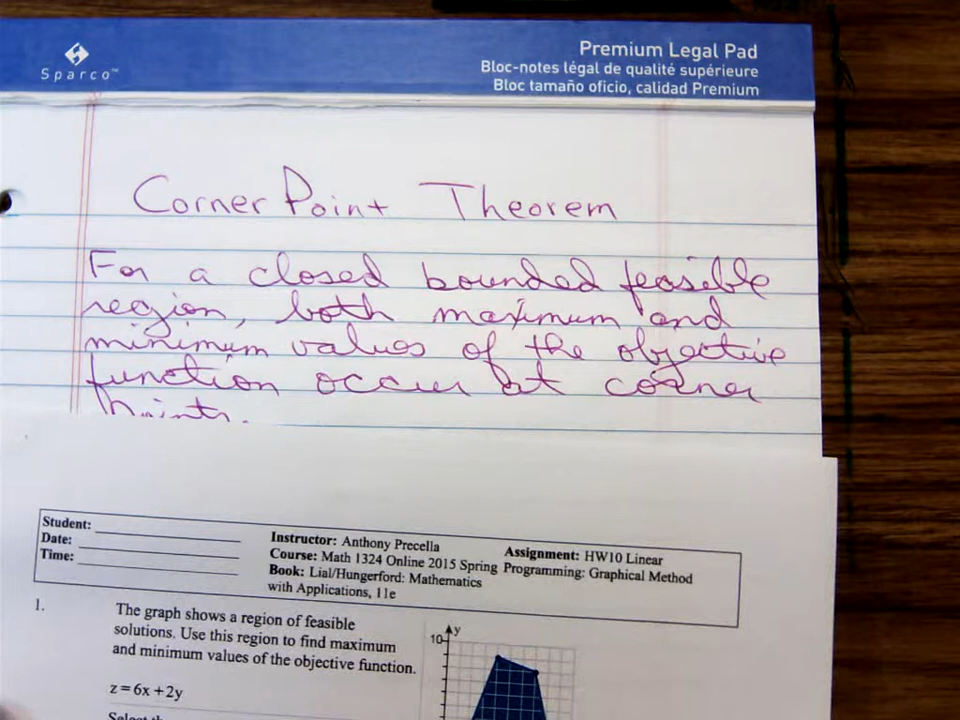 Sparco™
Premium Legal Pad
Bloc-notes légal de qualité supérieure
Bloc tamaño oficio, calidad Premium
Corner Point Theorem
For a closed bounded feasible
region, both maximum and
minimum values of the objective
function occur at corner
points.
Student:
Date:
Time:
Instructor: Anthony Precella
Course: Math 1324 Online 2015 Spring
Book: Lial/Hungerford: Mathematics
with Applications, 11e
Assignment: HW10 Linear
Programming: Graphical Method
1.
The graph shows a region of feasible
solutions. Use this region to find maximum
and minimum values of the objective function.
z = 6x + 2y
10
y